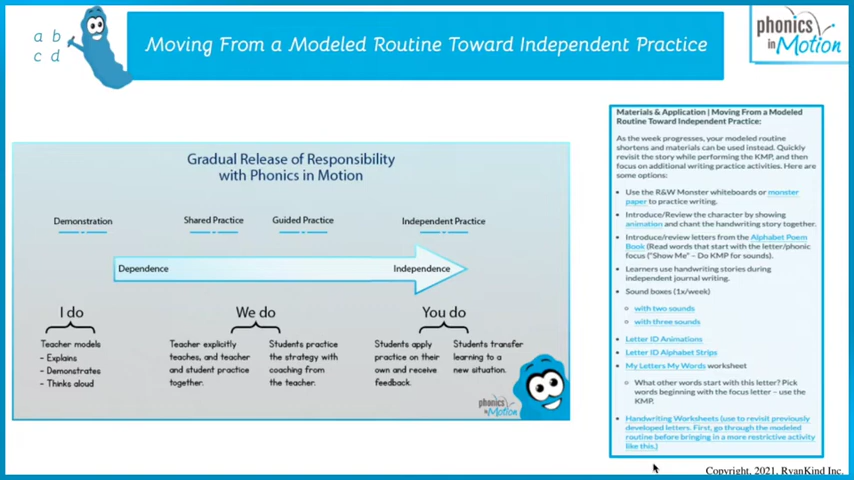 a b
c d
Moving From a Modeled Routine Toward Independent Practice
phonics
in Motion
Gradual Release of Responsibility
with Phonics in Motion
Demonstration
Shared Practice
Guided Practice
Independent Practice
Dependence
Independence
I do
We do
You do
Teacher models
- Explains
- Demonstrates
- Thinks aloud
Teacher explicitly
teaches, and teacher
and student practice
together.
Students practice
the strategy with
coaching from
the teacher.
Students apply
practice on their
own and receive
feedback.
Students transfer
learning to a
new situation.
phonics
in Motion
Materials & Application | Moving From a Modeled
Routine Toward Independent Practice:
As the week progresses, your modeled routine
shortens and materials can be used instead. Quickly
revisit the story while performing the KMP, and then
focus on additional writing practice activities. Here are
some options:
• Use the R&W Monster whiteboards or monster
paper to practice writing.
• Introduce/Review the character by showing
animation and chant the handwriting story together.
• Introduce/review letters from the Alphabet Poem
Book (Read words that start with the letter/phonic
focus ("Show Me" – Do KMP for sounds).
• Learners use handwriting stories during
independent journal writing.
• Sound boxes (1x/week)
○ with two sounds
○ with three sounds
• Letter ID Animations
• Letter ID Alphabet Strips
• My Letters My Words worksheet
○ What other words start with this letter? Pick
words beginning with the focus letter – use the
KMP.
• Handwriting Worksheets (use to revisit previously
developed letters. First, go through the modeled
routine before bringing in a more restrictive activity
like this.)
Copyright, 2021, RyanKind Inc.